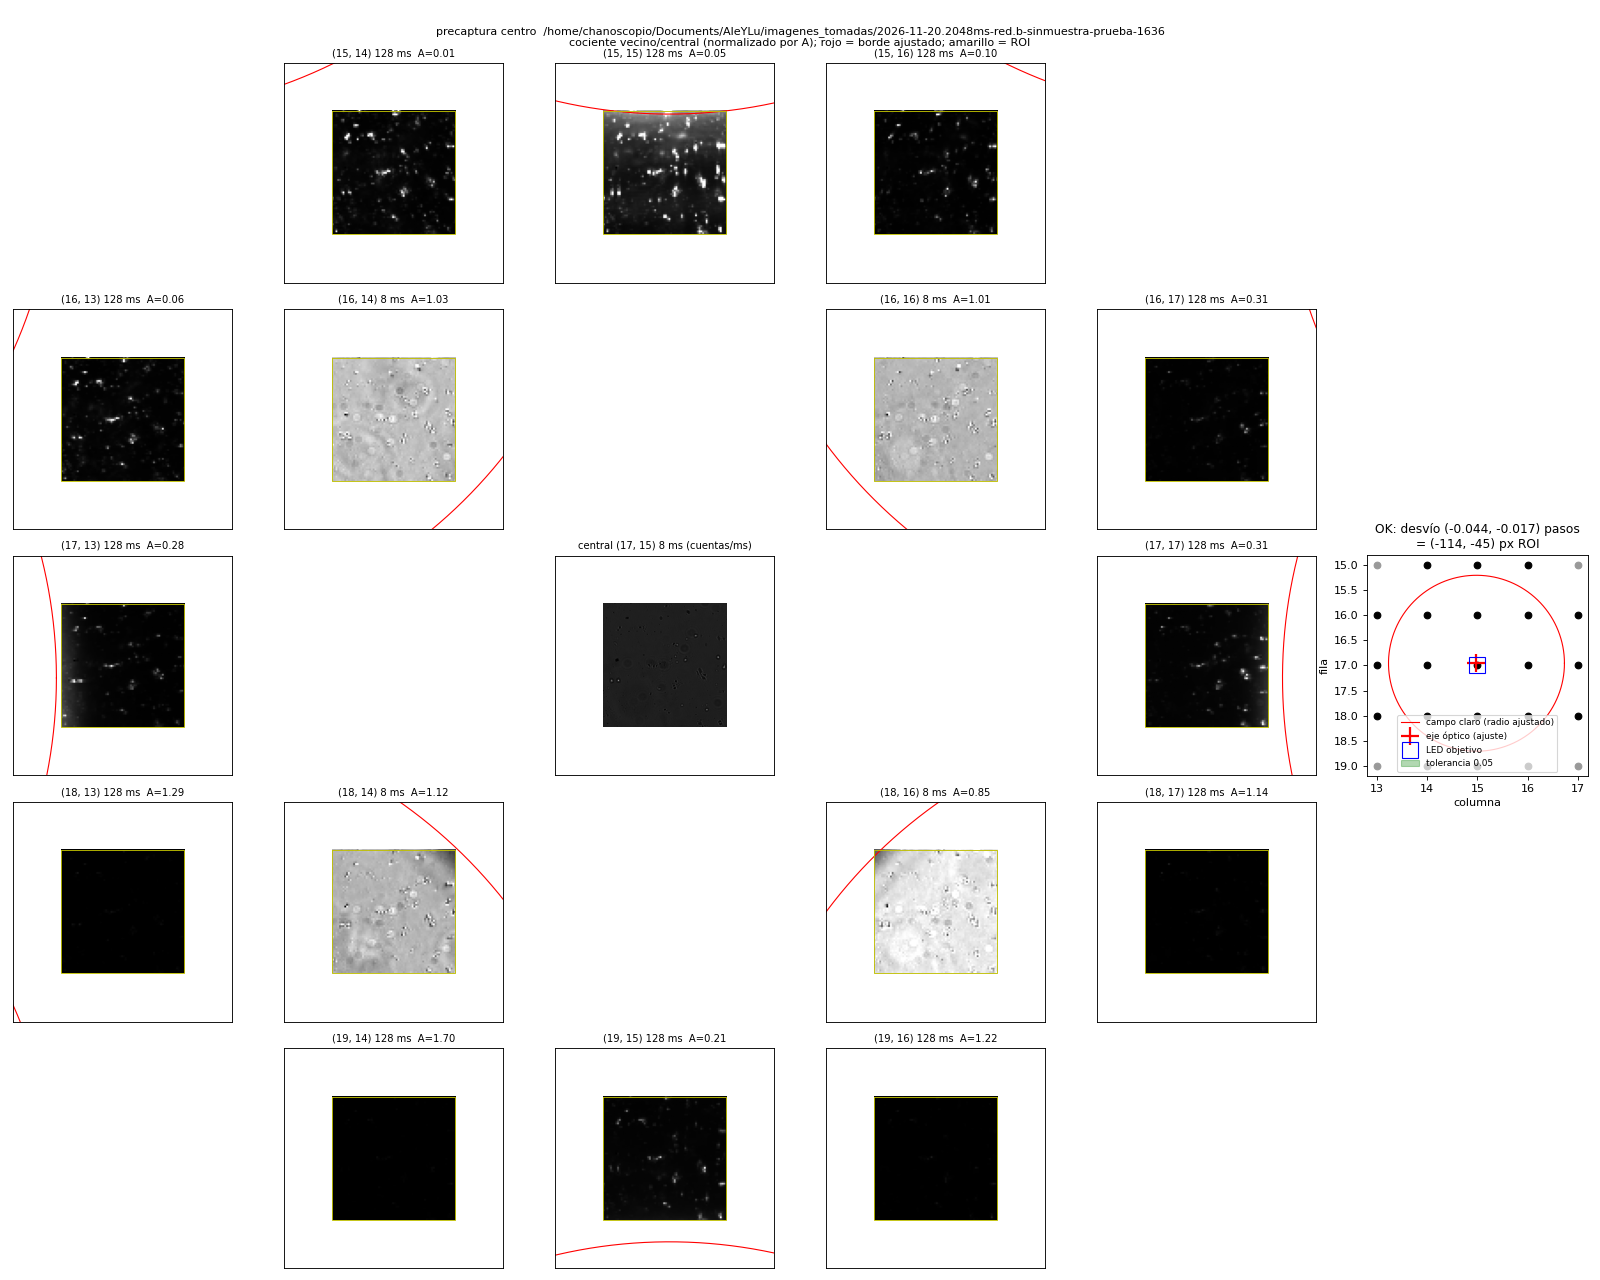 precaptura centro  /home/chanoscopio/Documents/AleYLu/imagenes_tomadas/2026-11-20.2048ms-red.b-sinmuestra-prueba-1636
cociente vecino/central (normalizado por A); rojo = borde ajustado; amarillo = ROI
(15, 14) 128 ms  A=0.01
(15, 15) 128 ms  A=0.05
(15, 16) 128 ms  A=0.10
(16, 13) 128 ms  A=0.06
(16, 14) 8 ms  A=1.03
(16, 16) 8 ms  A=1.01
(16, 17) 128 ms  A=0.31
(17, 13) 128 ms  A=0.28
central (17, 15) 8 ms (cuentas/ms)
(17, 17) 128 ms  A=0.31
OK: desvío (-0.044, -0.017) pasos
= (-114, -45) px ROI
15.0
15.5
16.0
16.5
17.0
17.5
18.0
18.5
19.0
fila
campo claro (radio ajustado)
eje óptico (ajuste)
LED objetivo
tolerancia 0.05
13
14
15
16
17
columna
(18, 13) 128 ms  A=1.29
(18, 14) 8 ms  A=1.12
(18, 16) 8 ms  A=0.85
(18, 17) 128 ms  A=1.14
(19, 14) 128 ms  A=1.70
(19, 15) 128 ms  A=0.21
(19, 16) 128 ms  A=1.22